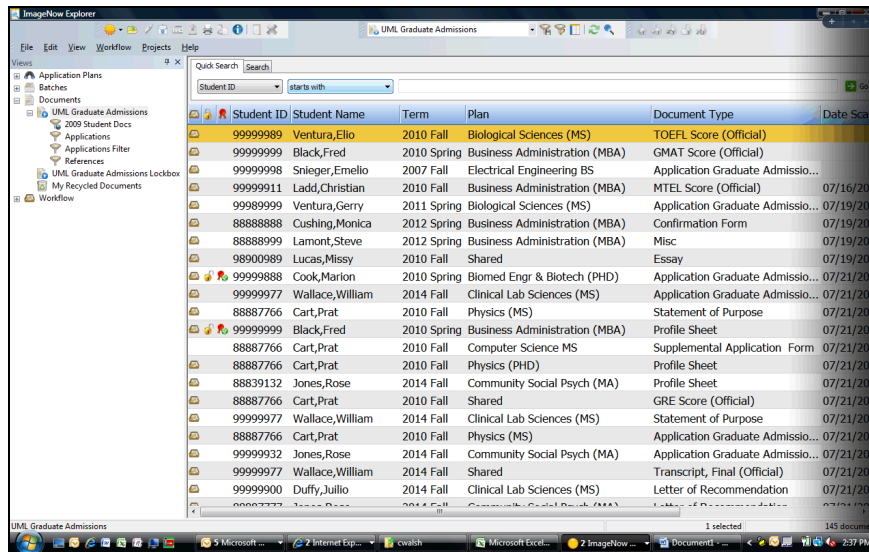 ImageNow Explorer
UML Graduate Admissions
File Edit View Workflow Projects Help
Views
Application Plans
Batches
Documents
UML Graduate Admissions
2009 Student Docs
Applications
Applications Filter
References
UML Graduate Admissions Lockbox
My Recycled Documents
Workflow
Quick Search Search
Student ID starts with Go
Student ID Student Name Term Plan Document Type Date Sca
99999989 Ventura,Elio 2010 Fall Biological Sciences (MS) TOEFL Score (Official)
99999999 Black,Fred 2010 Spring Business Administration (MBA) GMAT Score (Official)
99999998 Snieger,Emelio 2007 Fall Electrical Engineering BS Application Graduate Admissio...
99999911 Ladd,Christian 2010 Fall Business Administration (MBA) MTEL Score (Official) 07/16/20
99989999 Ventura,Gerry 2011 Spring Biological Sciences (MS) Application Graduate Admissio... 07/19/20
88888888 Cushing,Monica 2012 Spring Business Administration (MBA) Confirmation Form 07/19/20
88888999 Lamont,Steve 2012 Spring Business Administration (MBA) Misc 07/19/20
98900989 Lucas,Missy 2010 Fall Shared Essay 07/19/20
99999888 Cook,Marion 2010 Spring Biomed Engr & Biotech (PHD) Application Graduate Admissio... 07/21/20
99999977 Wallace,William 2014 Fall Clinical Lab Sciences (MS) Application Graduate Admissio... 07/21/20
88887766 Cart,Prat 2010 Fall Physics (MS) Statement of Purpose 07/21/20
99999999 Black,Fred 2010 Spring Business Administration (MBA) Profile Sheet 07/21/20
88887766 Cart,Prat 2010 Fall Computer Science MS Supplemental Application Form 07/21/20
88887766 Cart,Prat 2010 Fall Physics (PHD) Profile Sheet 07/21/20
88839132 Jones,Rose 2014 Fall Community Social Psych (MA) Profile Sheet 07/21/20
88887766 Cart,Prat 2010 Fall Shared GRE Score (Official) 07/21/20
99999977 Wallace,William 2014 Fall Clinical Lab Sciences (MS) Statement of Purpose 07/21/20
88887766 Cart,Prat 2010 Fall Physics (MS) Application Graduate Admissio... 07/21/20
99999932 Jones,Rose 2014 Fall Community Social Psych (MA) Application Graduate Admissio... 07/21/20
99999977 Wallace,William 2014 Fall Shared Transcript, Final (Official) 07/21/20
99999900 Duffy,Juilio 2014 Fall Clinical Lab Sciences (MS) Letter of Recommendation 07/21/20
UML Graduate Admissions 1 selected 145 docume
5 Microsoft ... 2 Internet Exp... cwalsh Microsoft Excel... 2 ImageNow ... Document1 - ... 2:37 PM